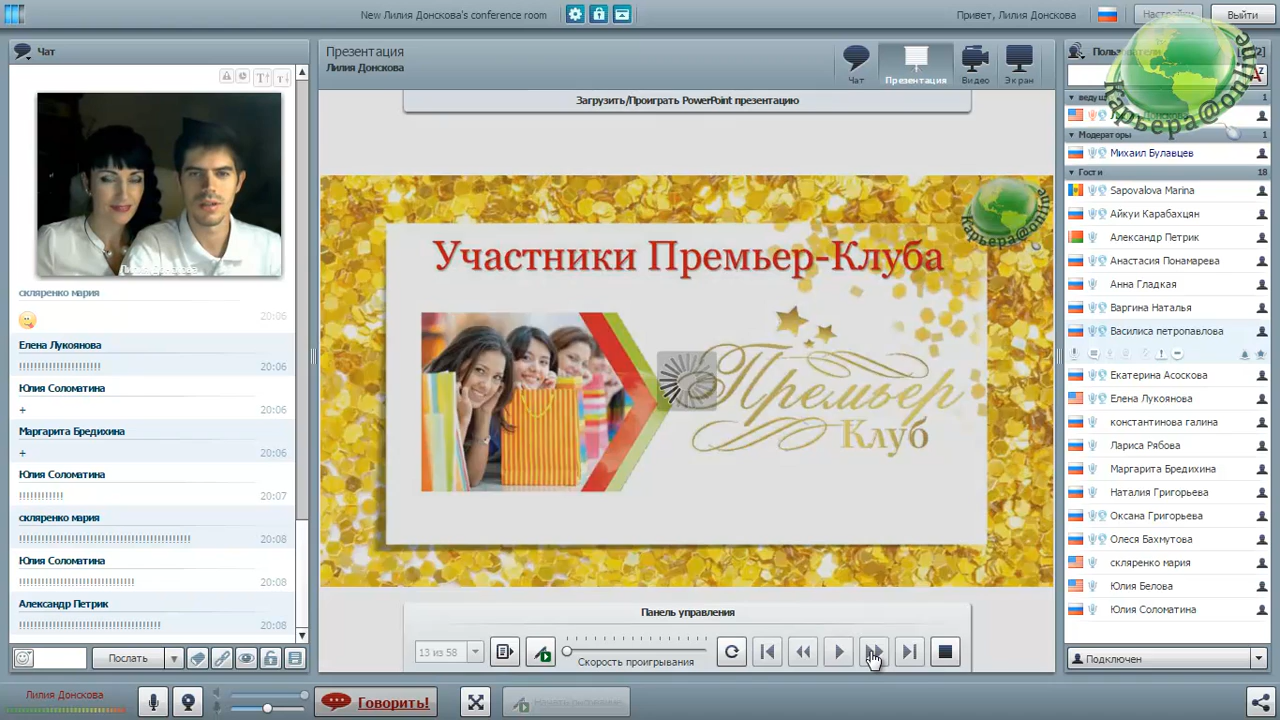 New Лилия Донскова's conference room
Привет, Лилия Донскова
Настройки
Выйти
Чат
скляренко мария
20:06
Елена Лукоянова
!!!!!!!!!!!!!!!!!!!!!!! 20:06
Юлия Соломатина
+ 20:06
Маргарита Бредихина
+ 20:06
Юлия Соломатина
!!!!!!!!!!!! 20:07
скляренко мария
!!!!!!!!!!!!!!!!!!!!!!!!!!!!!!!!!!!!!!!!!!!!!!!! 20:08
Юлия Соломатина
!!!!!!!!!!!!!!!!!!!!!!!!!!!!!!!! 20:08
Александр Петрик
!!!!!!!!!!!!!!!!!!!!!!!!!!!!!!!!!!!!!!! 20:08
Послать
Презентация
Лилия Донскова
Чат
Презентация
Видео
Экран
Загрузить/Проиграть PowerPoint презентацию
карьера@online
Участники Премьер-Клуба
Премьер
Клуб
Панель управления
13 из 58
Скорость проигрывания
Пользователи
карьера@online
1
Модераторы 1
Михаил Булавцев
Гости 18
Sapovalova Marina
Айкуи Карабахцян
Александр Петрик
Анастасия Понамарева
Анна Гладкая
Варгина Наталья
Василиса петропавлова
Екатерина Асоскова
Елена Лукоянова
константинова галина
Лариса Рябова
Маргарита Бредихина
Наталия Григорьева
Оксана Григорьева
Олеся Вахмутова
скляренко мария
Юлия Белова
Юлия Соломатина
Подключен
Лилия Донскова
Говорить!